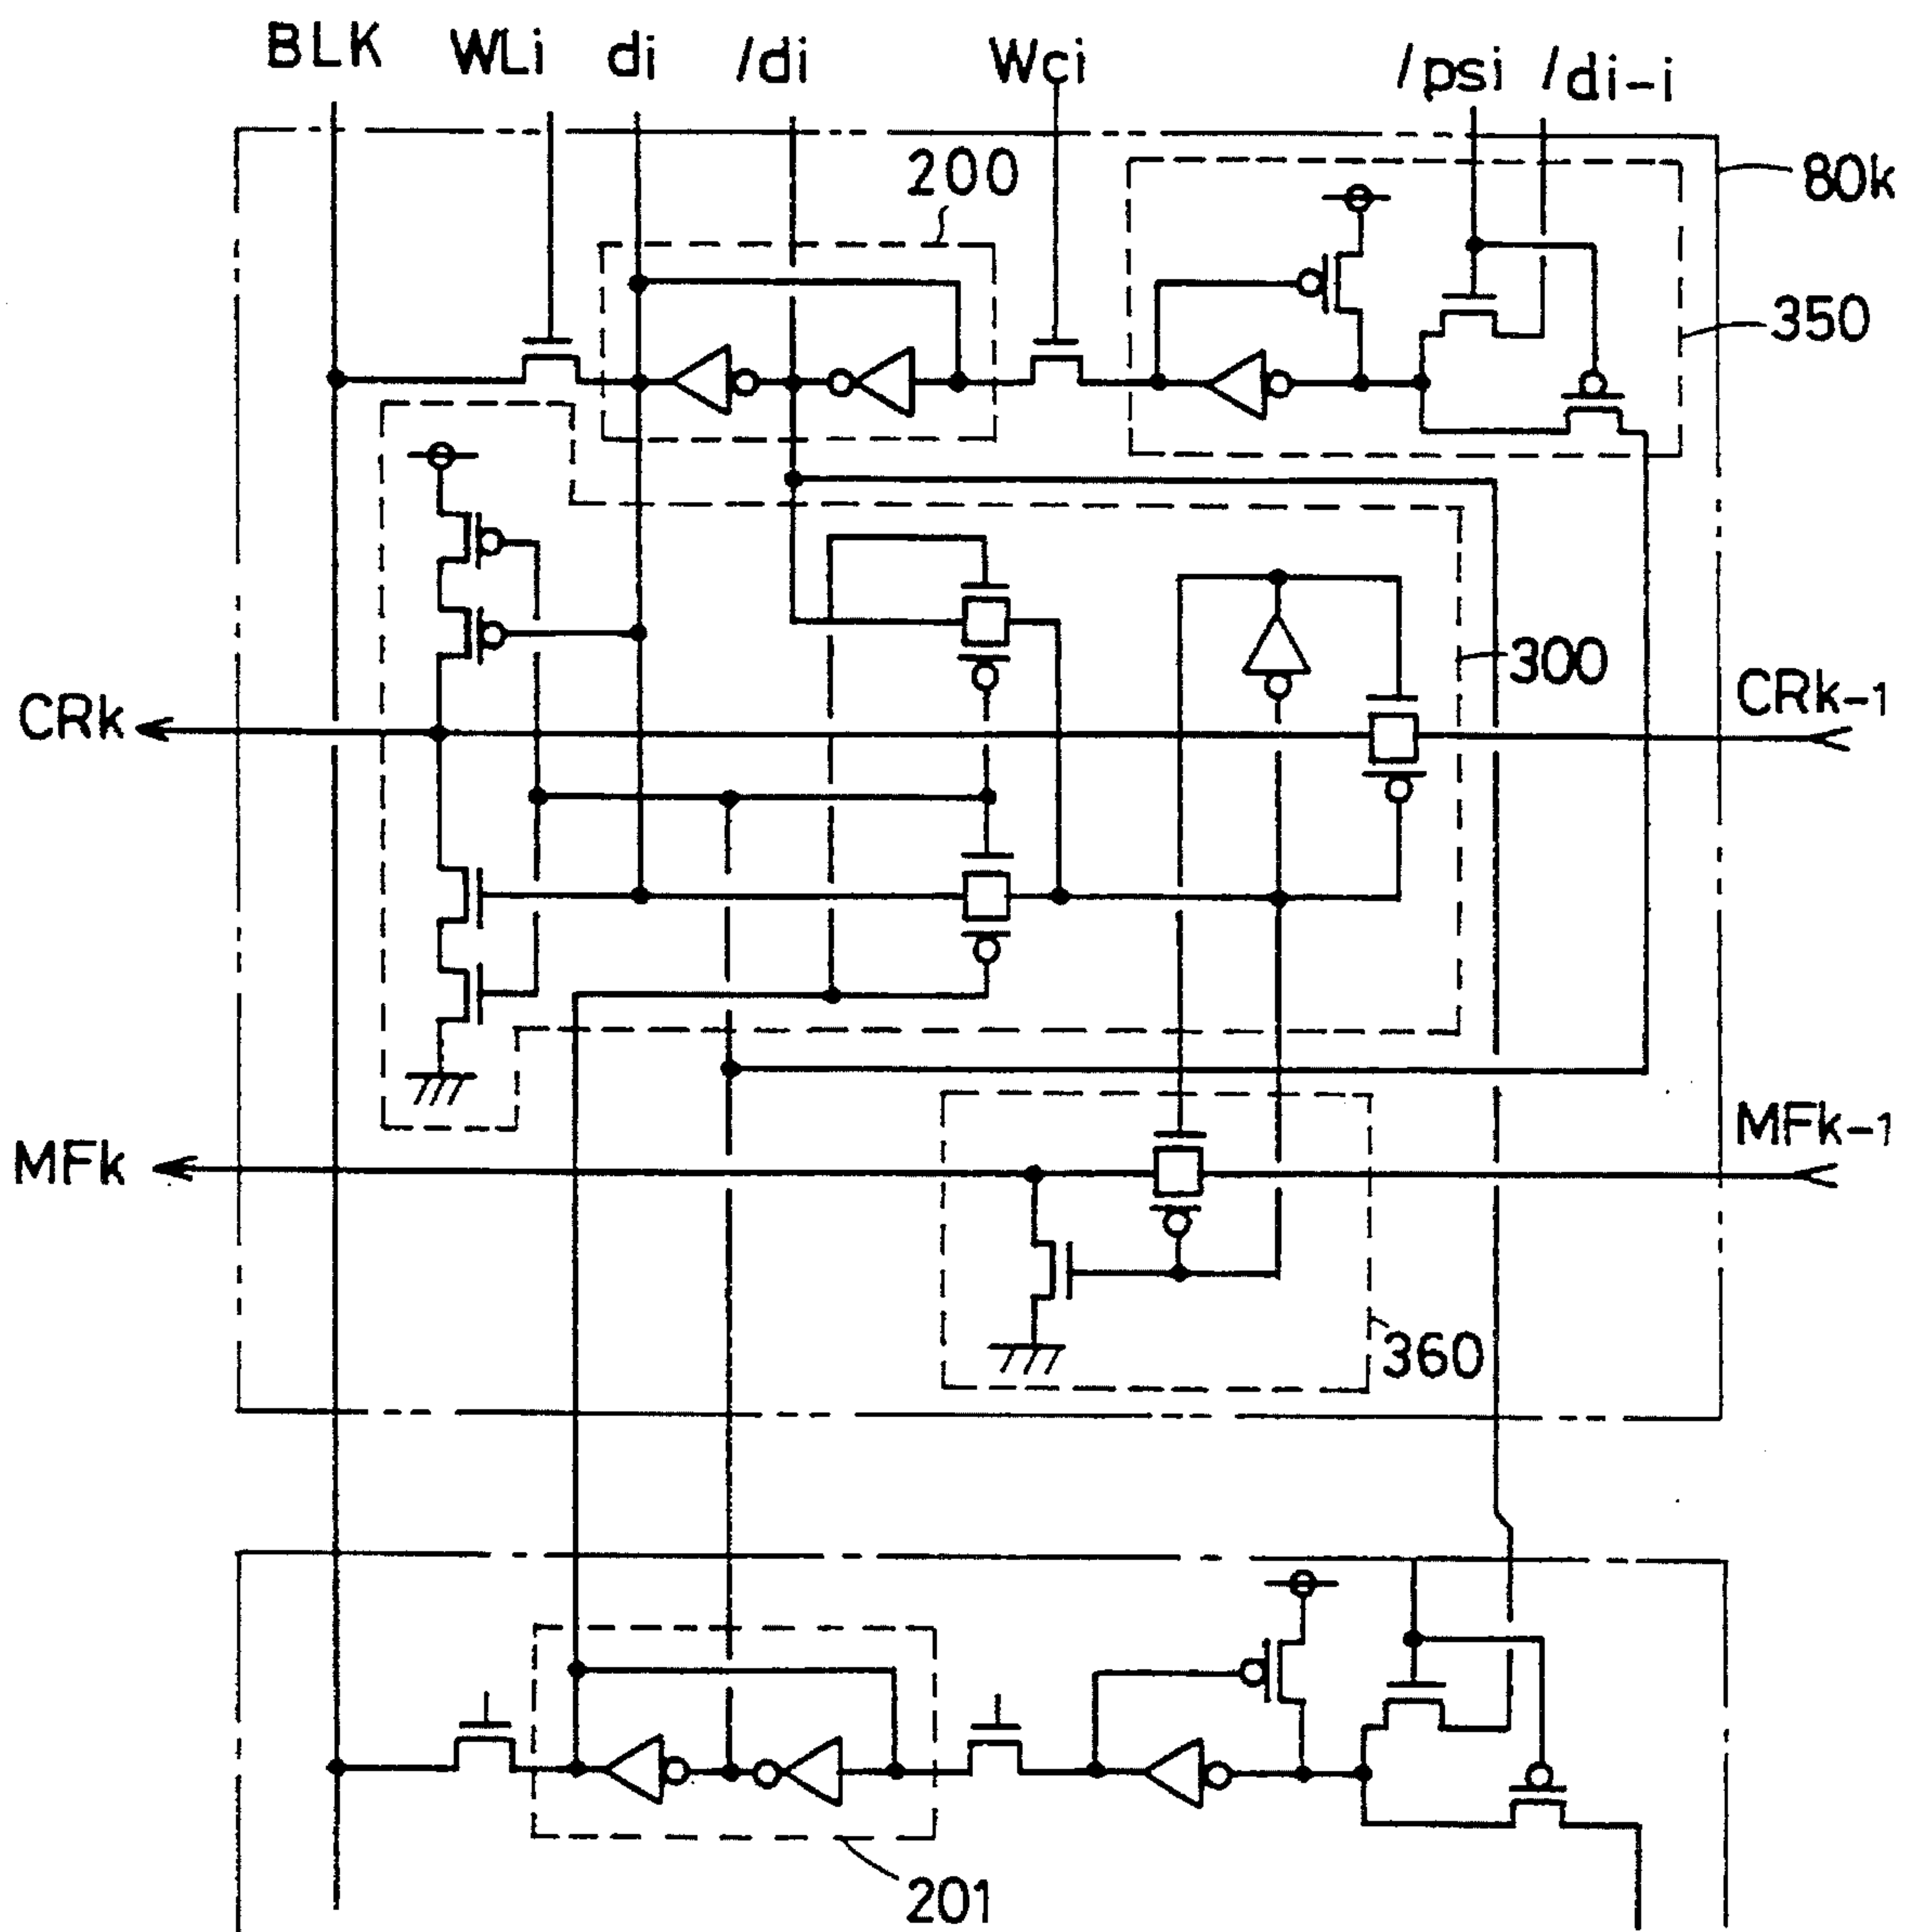 BLK WLi di /di Wci /psi /di-i
200
80k
350
300
CRk CRk-1
MFk MFk-1
360
201